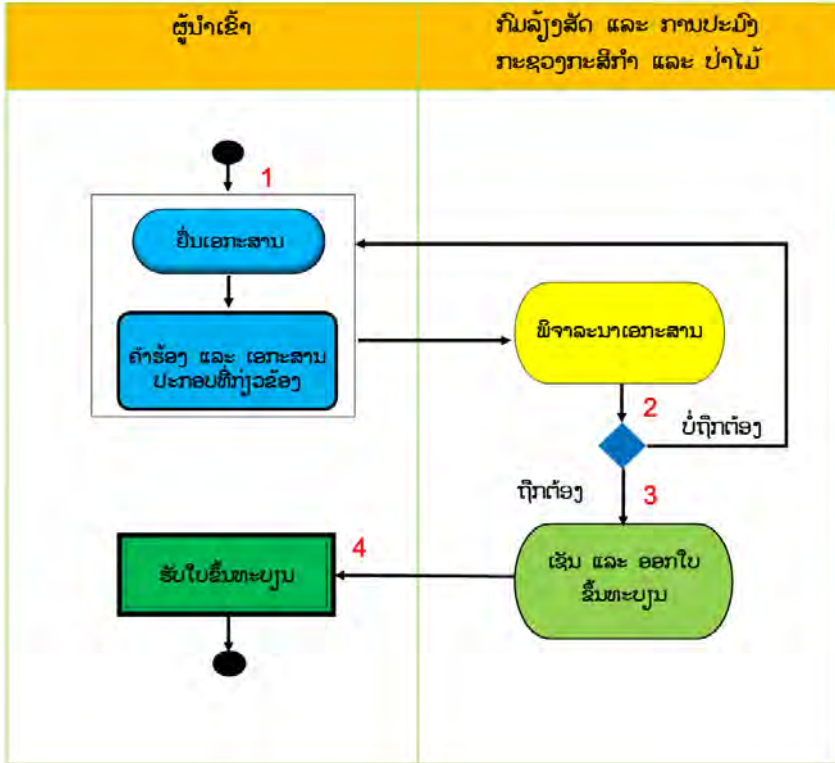 ຜູ້ນຳເຂົ້າ
ກົມລ້ຽງສັດ ແລະ ການປະມົງ
ກະຊວງກະສິກຳ ແລະ ປ່າໄມ້
1
ຍື່ນເອກະສານ
ຄຳຮ້ອງ ແລະ ເອກະສານ
ປະກອບທີ່ກ່ຽວຂ້ອງ
ພິຈາລະນາເອກະສານ
2
ບໍ່ຖືກຕ້ອງ
ຖືກຕ້ອງ
3
ເຊັນ ແລະ ອອກໃບ
ຂຶ້ນທະບຽນ
4
ຮັບໃບຂຶ້ນທະບຽນ